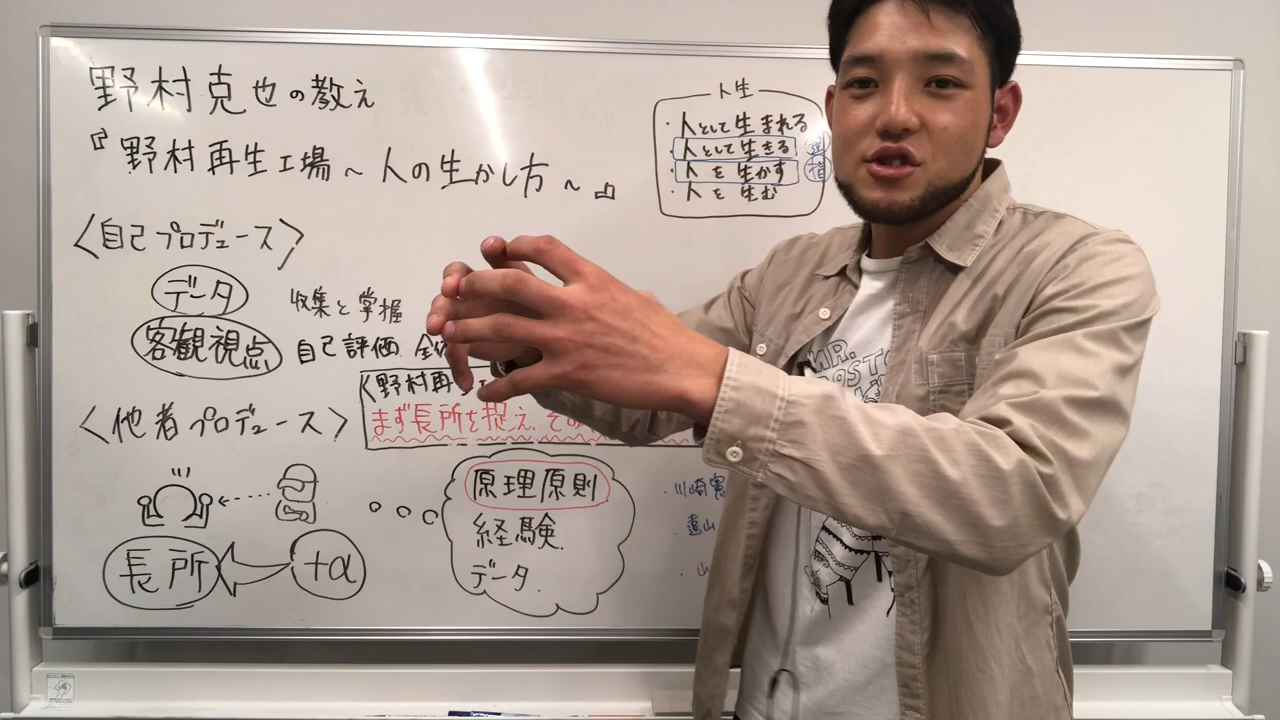 野村克也の教え
『野村再生工場〜人の生かし方〜』
人生
・人として生まれる
・人として生きる
・人を生かす
・人を生む
〈自己プロデュース〉
データ 収集と掌握
客観視点 自己評価
〈野村再
まず長所を捉え、その
〈他者プロデュース〉
原理原則
経験
データ
長所 +α
・川崎憲
・遠山
・山
MR.